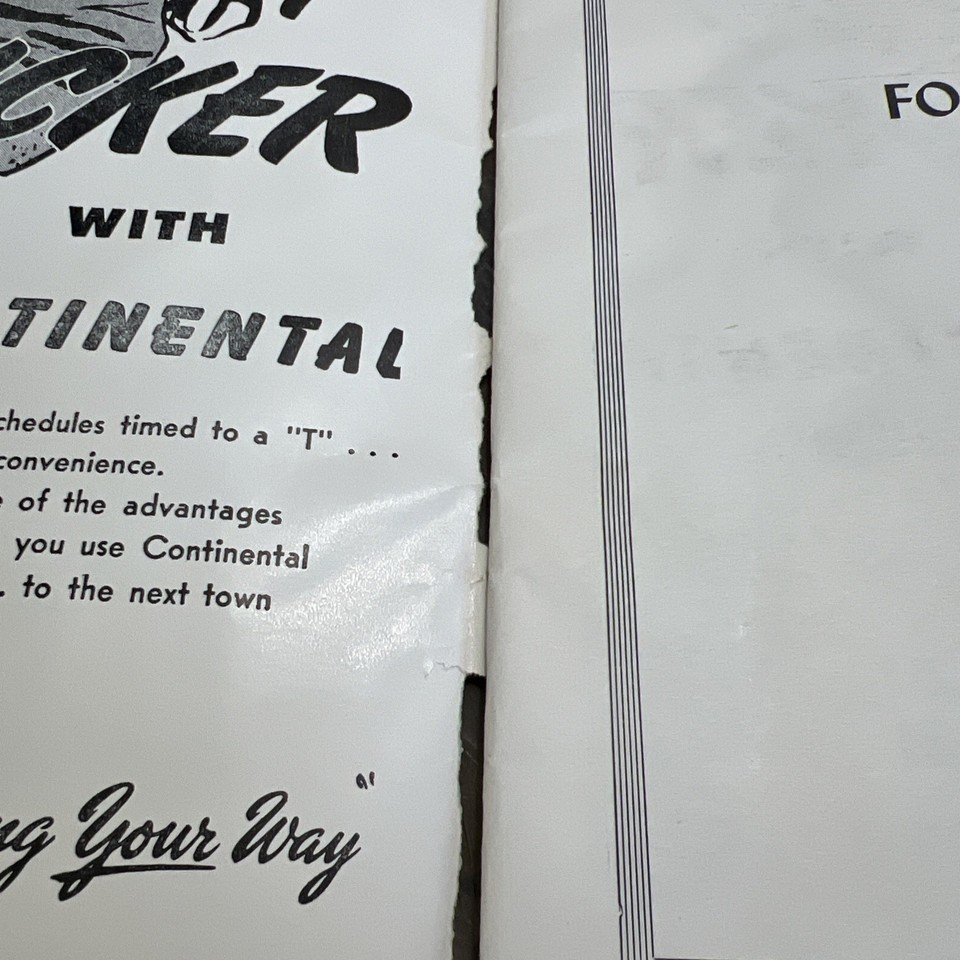 CKER
WITH
TINENTAL
chedules timed to a "T" . . .
convenience.
of the advantages
you use Continental
. to the next town
ng Your Way"
FO